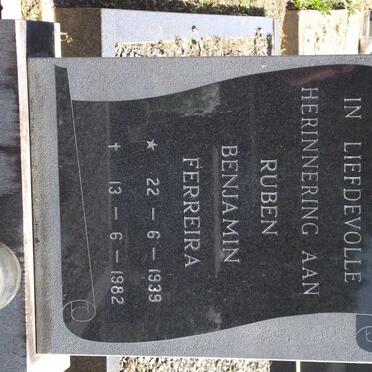 IN LIEFDEVOLLE
HERINNERING AAN
RUBEN
BENJAMIN
FERREIRA
★ 22 – 6 – 1939
† 13 – 6 – 1982